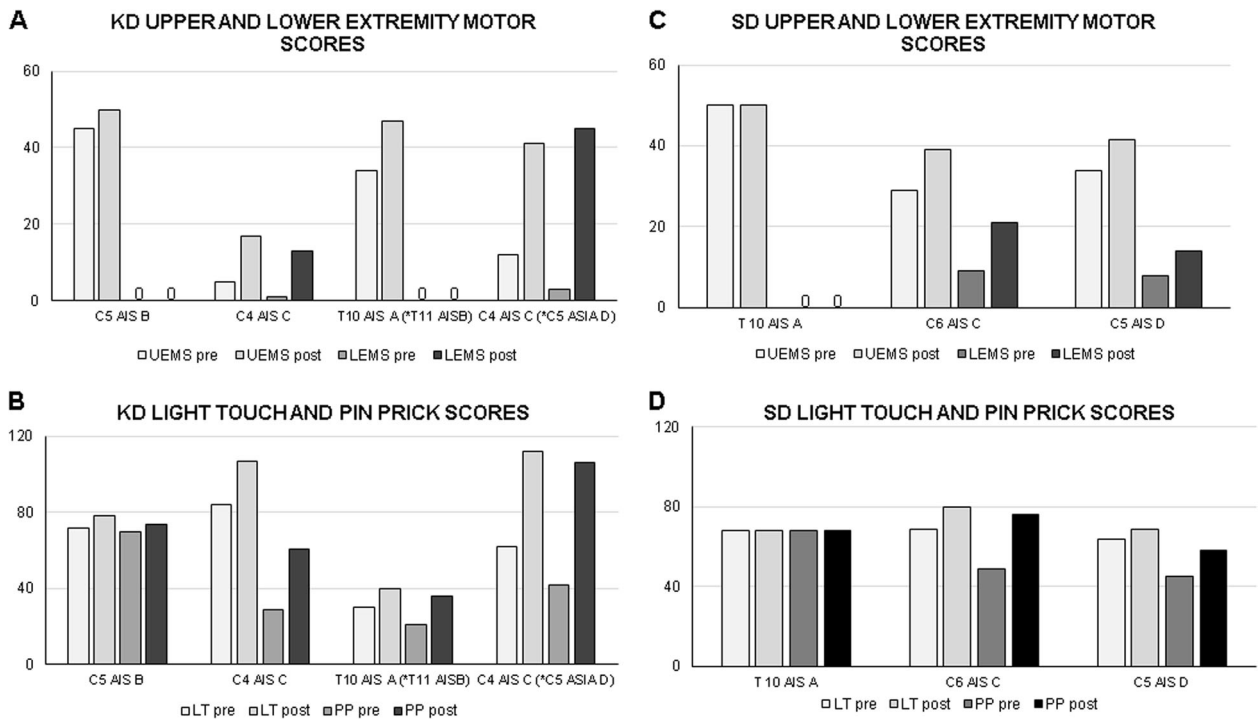 A
KD UPPER AND LOWER EXTREMITY MOTOR
SCORES
60
40
20
0
0 0
0 0
C5 AIS B C4 AIS C T10 AIS A (*T11 AISB) C4 AIS C (*C5 ASIA D)
UEMS pre UEMS post LEMS pre LEMS post
B
KD LIGHT TOUCH AND PIN PRICK SCORES
120
80
40
0
C5 AIS B C4 AIS C T10 AIS A (*T11 AISB) C4 AIS C (*C5 ASIA D)
LT pre LT post PP pre PP post
C
SD UPPER AND LOWER EXTREMITY MOTOR
SCORES
60
40
20
0
0 0
T10 AIS A C6 AIS C C5 AIS D
UEMS pre UEMS post LEMS pre LEMS post
D
SD LIGHT TOUCH AND PIN PRICK SCORES
120
80
40
0
T10 AIS A C6 AIS C C5 AIS D
LT pre LT post PP pre PP post